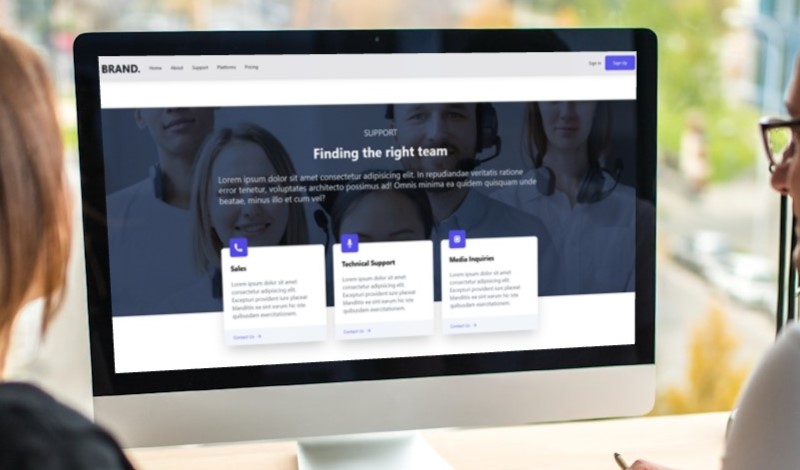 BRAND. Home About Support Platforms Pricing Sign In Sign Up
SUPPORT
Finding the right team
Lorem ipsum dolor sit amet consectetur adipisicing elit. In repudiandae veritatis ratione
error tenetur, voluptates architecto possimus ad! Omnis minima ea quidem quisquam unde
beatae, minus illo et cum vel?
Sales
Lorem ipsum dolor sit amet
consectetur adipisicing elit.
Excepturi provident iure placeat
blanditiis ea sint earum hic iste
quibusdam exercitationem.
Contact Us →
Technical Support
Lorem ipsum dolor sit amet
consectetur adipisicing elit.
Excepturi provident iure placeat
blanditiis ea sint earum hic iste
quibusdam exercitationem.
Contact Us →
Media Inquiries
Lorem ipsum dolor sit amet
consectetur adipisicing elit.
Excepturi provident iure placeat
blanditiis ea sint earum hic iste
quibusdam exercitationem.
Contact Us →